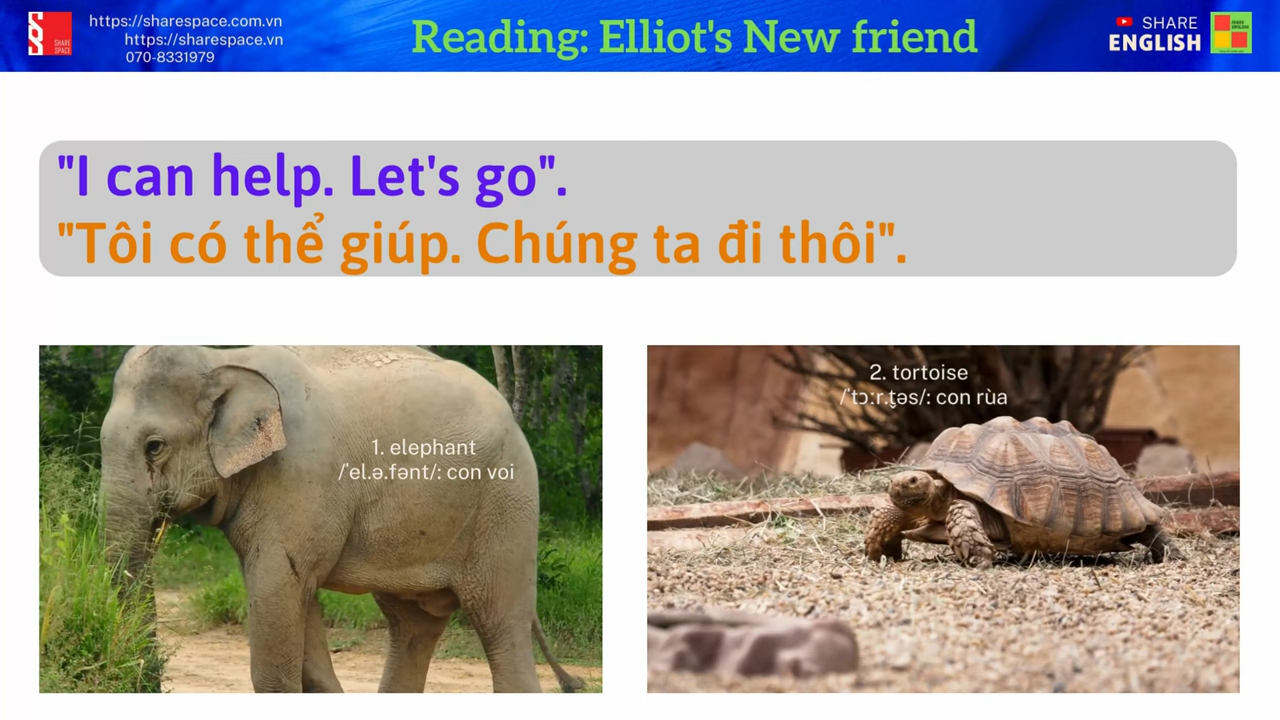 https://sharespace.com.vn
https://sharespace.vn
070-8331979
SHARE
SPACE
Reading: Elliot's New friend
SHARE
ENGLISH
"I can help. Let's go".
"Tôi có thể giúp. Chúng ta đi thôi".
1. elephant
/ˈel.ə.fənt/: con voi
2. tortoise
/ˈtɔːr.t̬əs/: con rùa